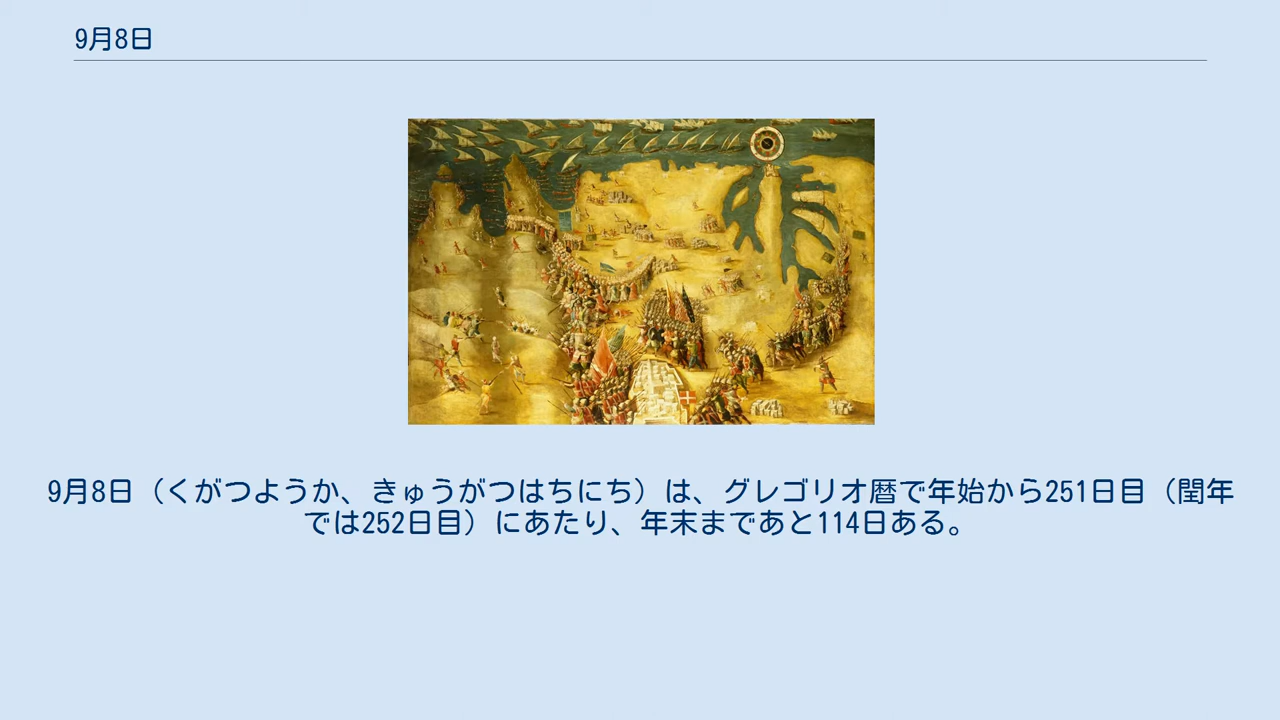 9月8日
9月8日（くがつようか、きゅうがつはちにち）は、グレゴリオ暦で年始から251日目（閏年
では252日目）にあたり、年末まであと114日ある。